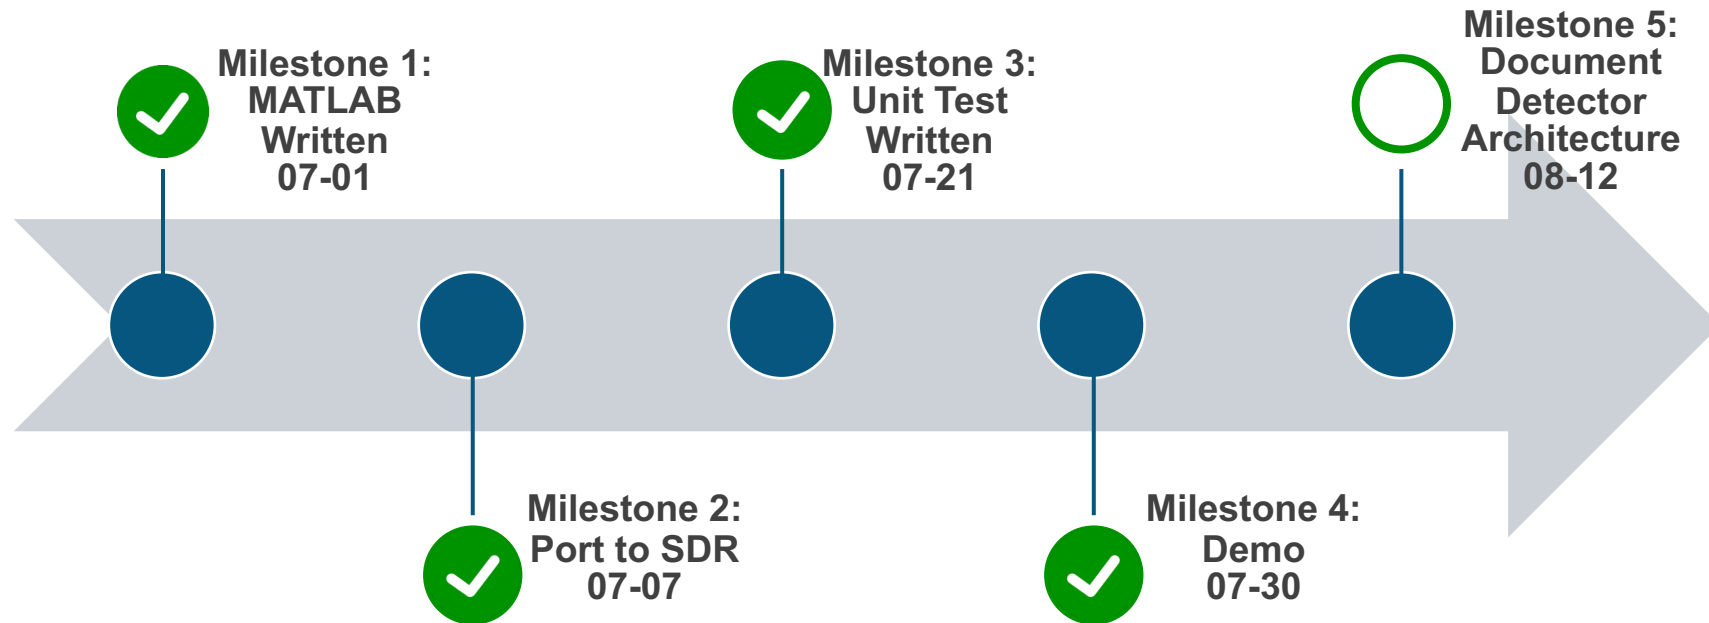 Milestone 1:
MATLAB
Written
07-01
Milestone 2:
Port to SDR
07-07
Milestone 3:
Unit Test
Written
07-21
Milestone 4:
Demo
07-30
Milestone 5:
Document
Detector
Architecture
08-12